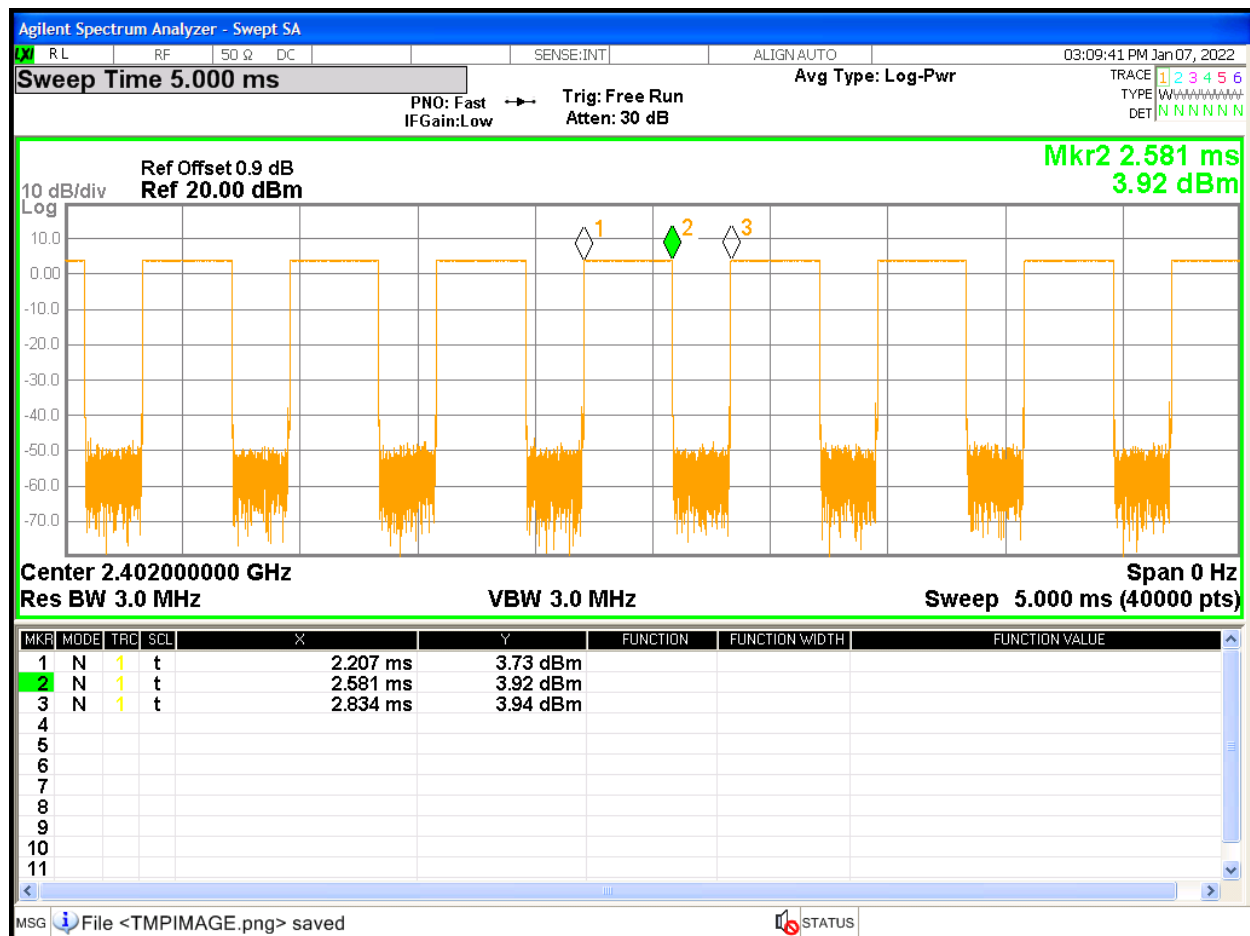 Agilent Spectrum Analyzer - Swept SA
LXI RL RF 50 Ω DC SENSE:INT ALIGN AUTO 03:09:41 PM Jan 07, 2022
Sweep Time 5.000 ms Avg Type: Log-Pwr TRACE 1 2 3 4 5 6
PNO: Fast Trig: Free Run TYPE WWWWWW
IFGain:Low Atten: 30 dB DET N N N N N N
Mkr2 2.581 ms
3.92 dBm
Ref Offset 0.9 dB
10 dB/div Ref 20.00 dBm
Log
1 2 3
10.0
0.00
-10.0
-20.0
-30.0
-40.0
-50.0
-60.0
-70.0
Center 2.402000000 GHz Span 0 Hz
Res BW 3.0 MHz VBW 3.0 MHz Sweep 5.000 ms (40000 pts)
MKR MODE TRC SCL X Y FUNCTION FUNCTION WIDTH FUNCTION VALUE
1 N 1 t 2.207 ms 3.73 dBm
2 N 1 t 2.581 ms 3.92 dBm
3 N 1 t 2.834 ms 3.94 dBm
4
5
6
7
8
9
10
11
MSG File <TMPIMAGE.png> saved STATUS